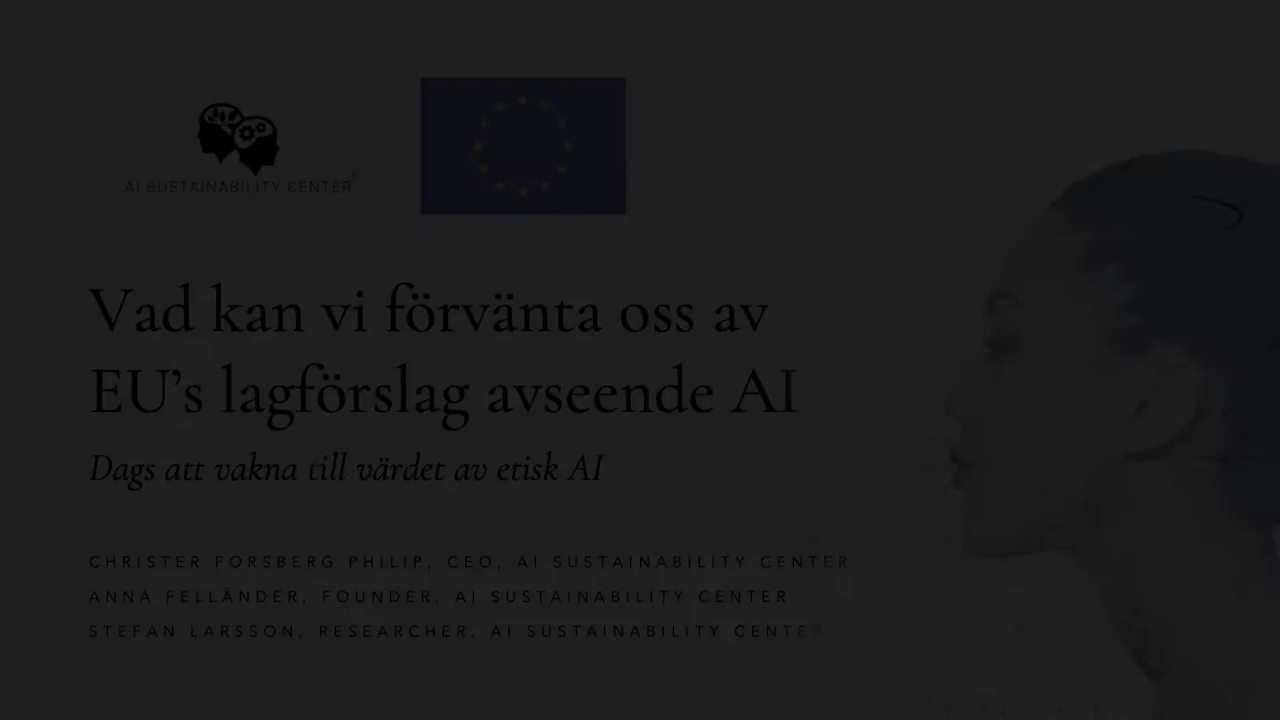 AI SUSTAINABILITY CENTER
Vad kan vi förvänta oss av
EU’s lagförslag avseende AI
Dags att vakna till värdet av etisk AI
CHRISTER FORSBERG PHILIP, CEO, AI SUSTAINABILITY CENTER
ANNA FELLÄNDER, FOUNDER, AI SUSTAINABILITY CENTER
STEFAN LARSSON, RESEARCHER, AI SUSTAINABILITY CENTE